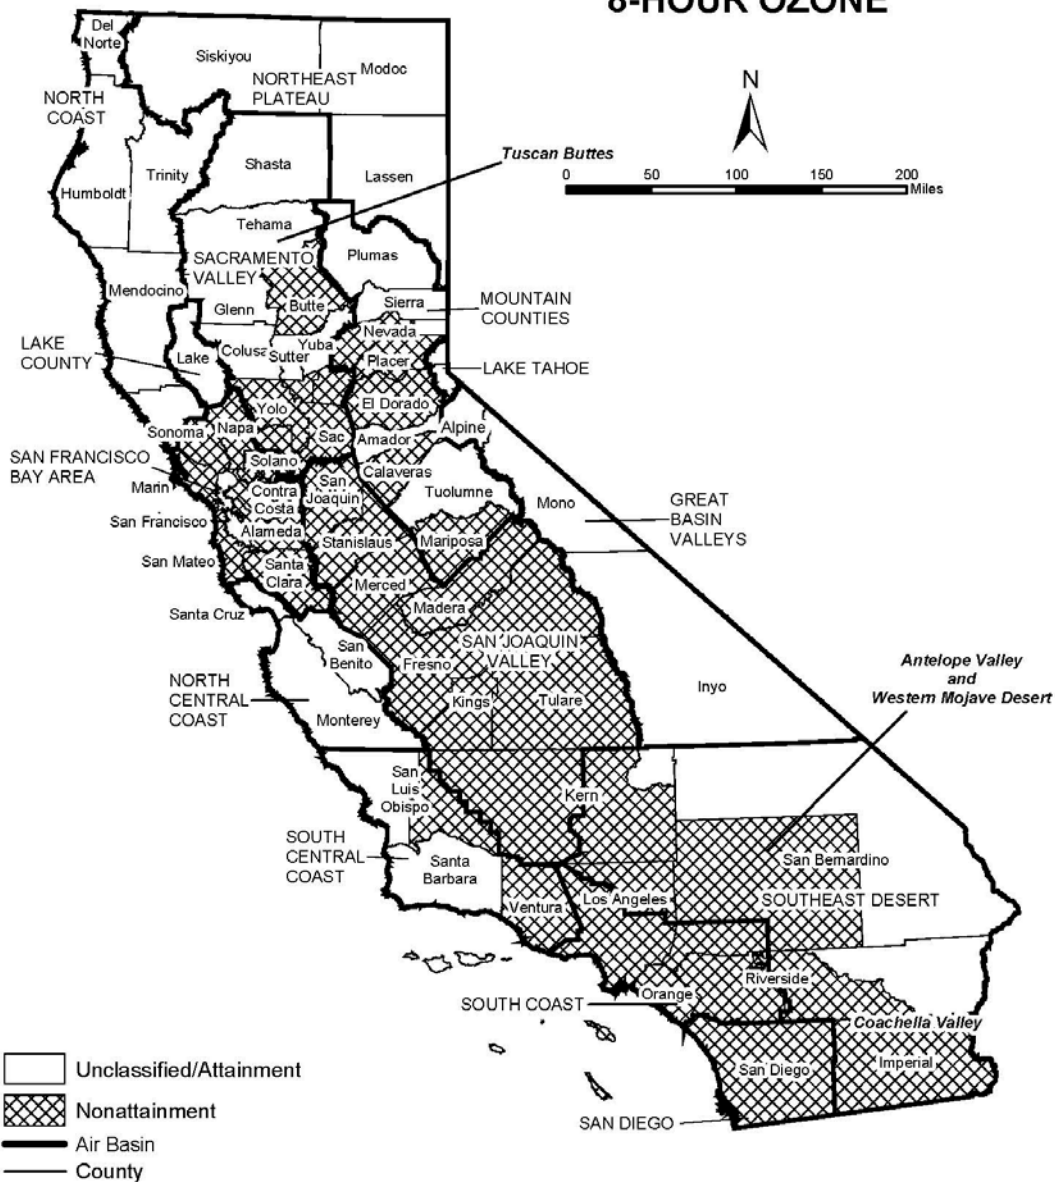 8-HOUR OZONE
Del
Norte
Siskiyou
Modoc
NORTHEAST
PLATEAU
NORTH
COAST
N
Tuscan Buttes
Shasta
Trinity
Lassen
Humboldt
0 50 100 150 200
Miles
Tehama
Plumas
SACRAMENTO
VALLEY
Mendocino
Butte
Sierra
MOUNTAIN
COUNTIES
Glenn
Nevada
LAKE
COUNTY
Lake
Colusa
Sutter
Yuba
Placer
LAKE TAHOE
El Dorado
Yolo
Sonoma
Napa
Sac
Amador
Alpine
SAN FRANCISCO
BAY AREA
Solano
Calaveras
Marin
Contra
Costa
San
Joaquin
Tuolumne
Mono
GREAT
BASIN
VALLEYS
San Francisco
Alameda
Stanislaus
Mariposa
San Mateo
Santa
Clara
Merced
Santa Cruz
Madera
San
Benito
SAN JOAQUIN
VALLEY
Fresno
Antelope Valley
and
Western Mojave Desert
NORTH
CENTRAL
COAST
Monterey
Kings
Tulare
Inyo
San
Luis
Obispo
Kern
SOUTH
CENTRAL
COAST
Santa
Barbara
San Bernardino
Ventura
Los Angeles
SOUTHEAST DESERT
Riverside
SOUTH COAST
Orange
Coachella Valley
San Diego
Imperial
SAN DIEGO
Unclassified/Attainment
Nonattainment
Air Basin
County